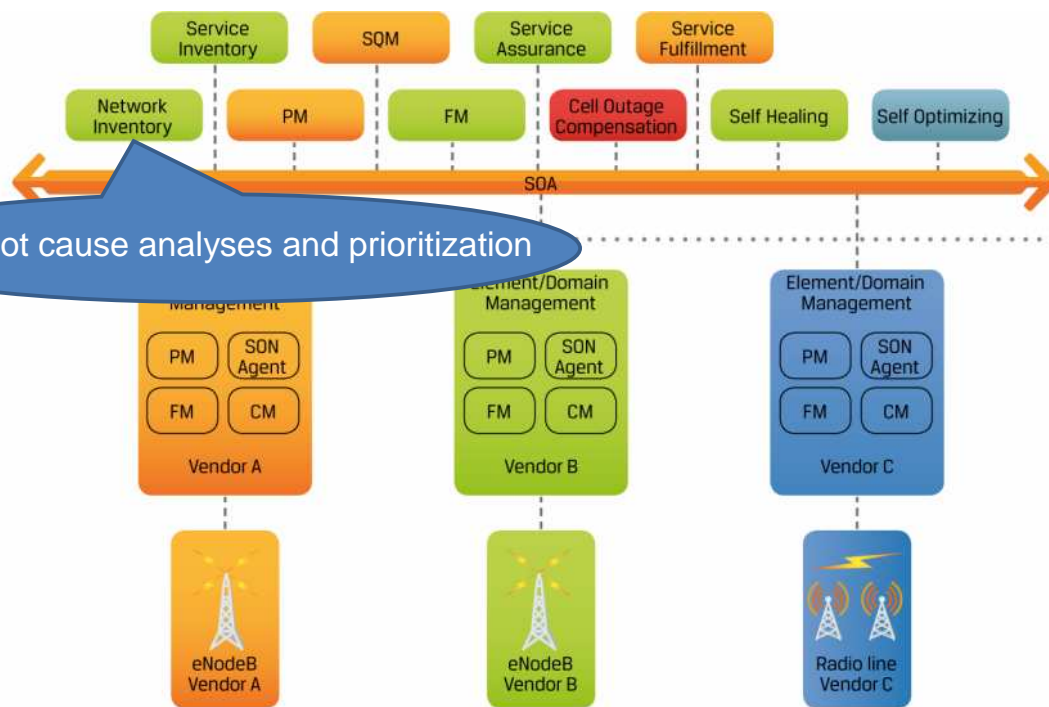 Service
Inventory
SQM
Service
Assurance
Service
Fulfillment
Network
Inventory
PM
FM
Cell Outage
Compensation
Self Healing
Self Optimizing
SOA
ot cause analyses and prioritization
Management
PM
SON
Agent
FM
CM
Vendor A
Element/Domain
Management
PM
SON
Agent
FM
CM
Vendor B
Element/Domain
Management
PM
SON
Agent
FM
CM
Vendor C
eNodeB
Vendor A
eNodeB
Vendor B
Radio line
Vendor C